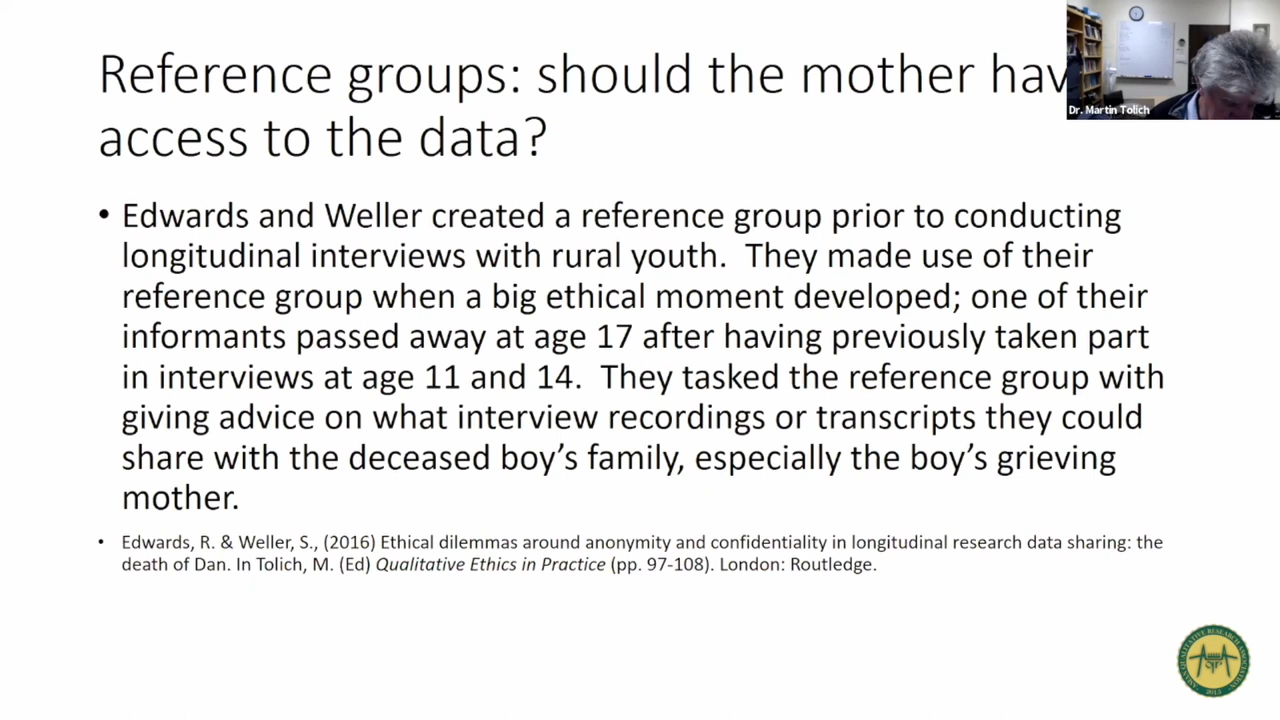 Reference groups: should the mother hav
access to the data?
Dr. Martin Tolich
• Edwards and Weller created a reference group prior to conducting
longitudinal interviews with rural youth.  They made use of their
reference group when a big ethical moment developed; one of their
informants passed away at age 17 after having previously taken part
in interviews at age 11 and 14.  They tasked the reference group with
giving advice on what interview recordings or transcripts they could
share with the deceased boy’s family, especially the boy’s grieving
mother.
• Edwards, R. & Weller, S., (2016) Ethical dilemmas around anonymity and confidentiality in longitudinal research data sharing: the
death of Dan. In Tolich, M. (Ed) Qualitative Ethics in Practice (pp. 97-108). London: Routledge.
ASIAN QUALITATIVE RESEARCH ASSOCIATION
2013